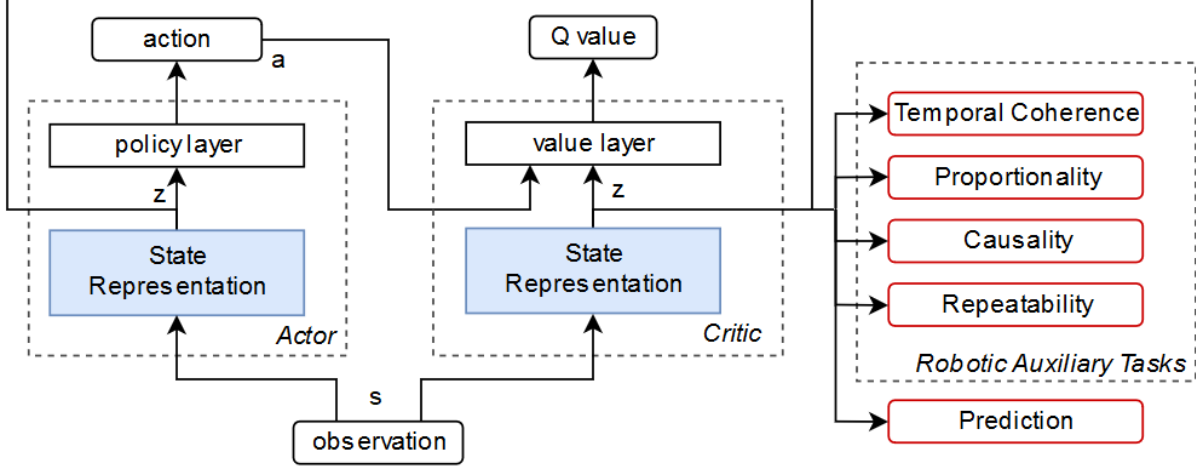 action
a
policy layer
z
State
Representation
Actor
Q value
value layer
z
State
Representation
Critic
s
observation
Temporal Coherence
Proportionality
Causality
Repeatability
Robotic Auxiliary Tasks
Prediction